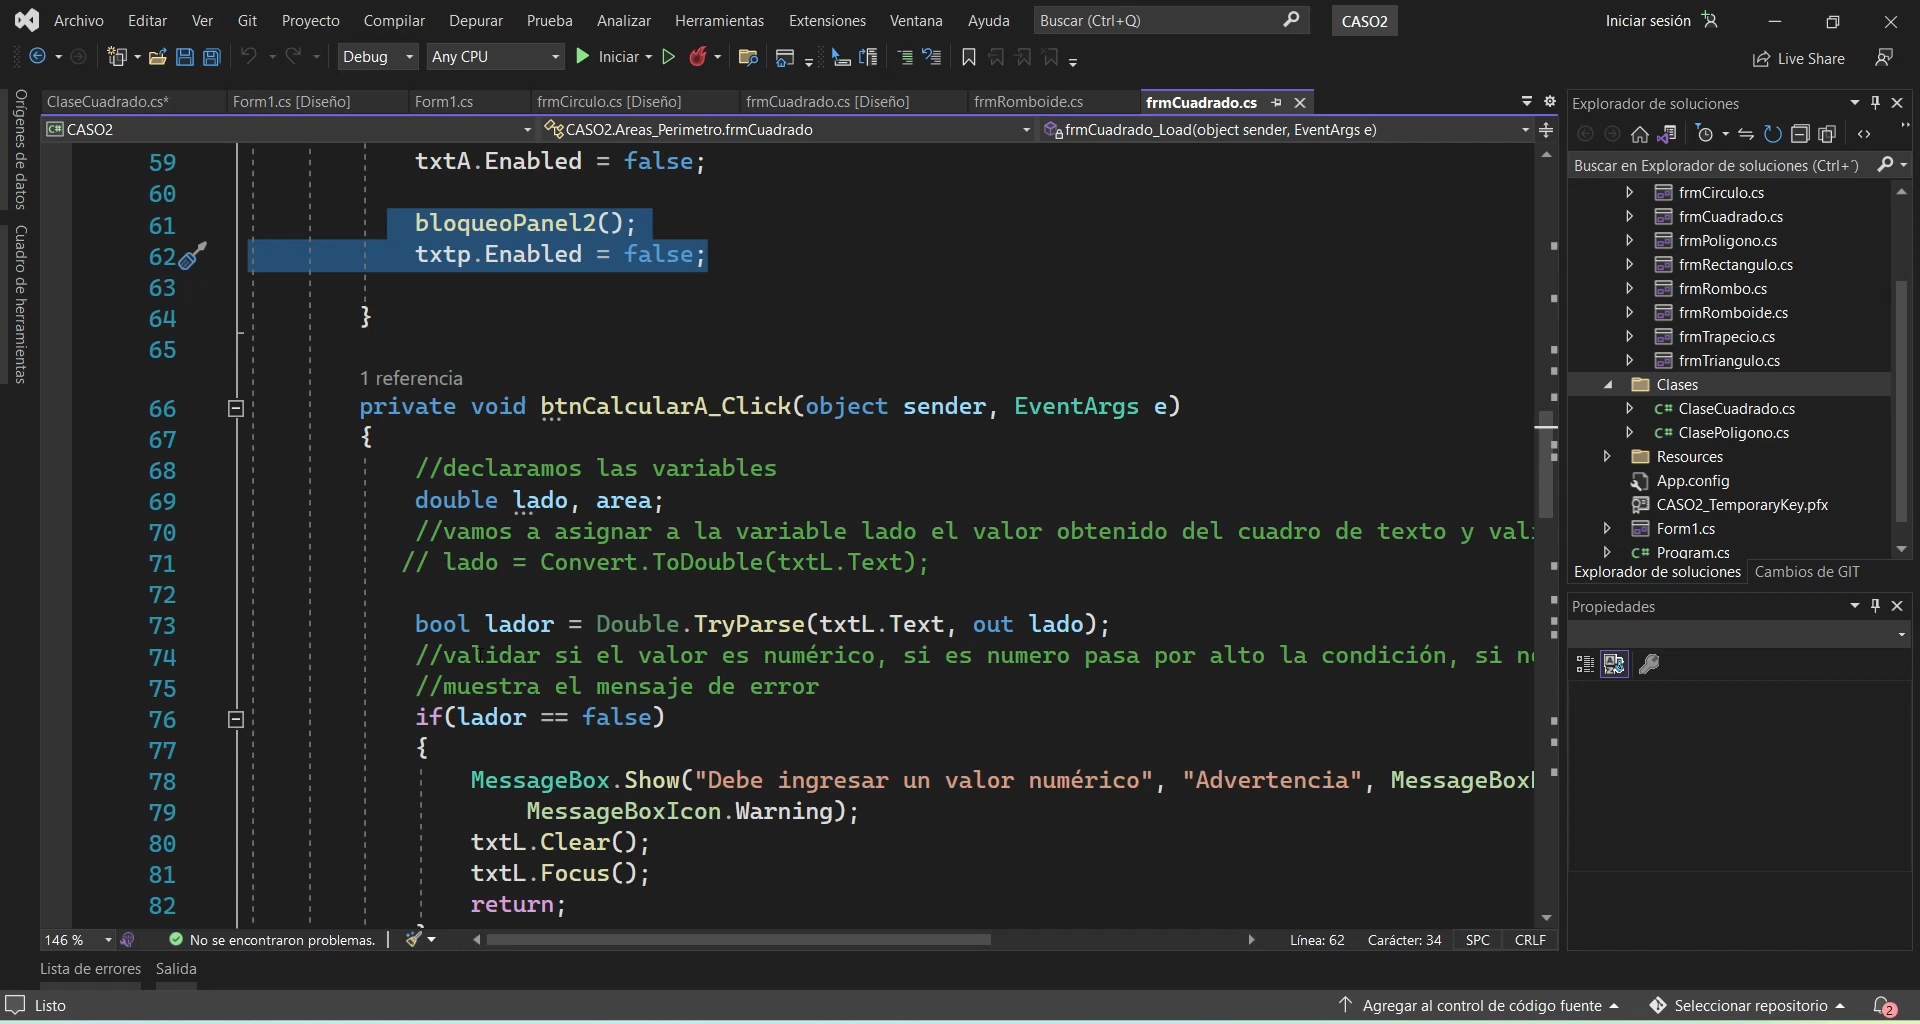 Archivo Editar Ver Git Proyecto Compilar Depurar Prueba Analizar Herramientas Extensiones Ventana Ayuda Buscar (Ctrl+Q) CASO2 Iniciar sesión
Debug Any CPU Iniciar Live Share
Orígenes de datos
Cuadro de herramientas
ClaseCuadrado.cs* Form1.cs [Diseño] Form1.cs frmCirculo.cs [Diseño] frmCuadrado.cs [Diseño] frmRomboide.cs frmCuadrado.cs
C# CASO2 CASO2.Areas_Perimetro.frmCuadrado frmCuadrado_Load(object sender, EventArgs e)
59 txtA.Enabled = false;
60
61 bloqueoPanel2();
62 txtp.Enabled = false;
63
64 }
65
1 referencia
66 private void btnCalcularA_Click(object sender, EventArgs e)
67 {
68 //declaramos las variables
69 double lado, area;
70 //vamos a asignar a la variable lado el valor obtenido del cuadro de texto y
71 // lado = Convert.ToDouble(txtL.Text);
72
73 bool lador = Double.TryParse(txtL.Text, out lado);
74 //validar si el valor es numérico, si es numero pasa por alto la condición, si
75 //muestra el mensaje de error
76 if(lador == false)
77 {
78 MessageBox.Show("Debe ingresar un valor numérico", "Advertencia",
79 MessageBoxIcon.Warning);
80 txtL.Clear();
81 txtL.Focus();
82 return;
146 % No se encontraron problemas. Línea: 62 Carácter: 34 SPC CRLF
Explorador de soluciones
Buscar en Explorador de soluciones (Ctrl+´)
frmCirculo.cs
frmCuadrado.cs
frmPoligono.cs
frmRectangulo.cs
frmRombo.cs
frmRomboide.cs
frmTrapecio.cs
frmTriangulo.cs
Clases
C# ClaseCuadrado.cs
C# ClasePoligono.cs
Resources
App.config
CASO2_TemporaryKey.pfx
Form1.cs
C# Program.cs
Explorador de soluciones Cambios de GIT
Propiedades
Lista de errores Salida
Listo Agregar al control de código fuente Seleccionar repositorio 2